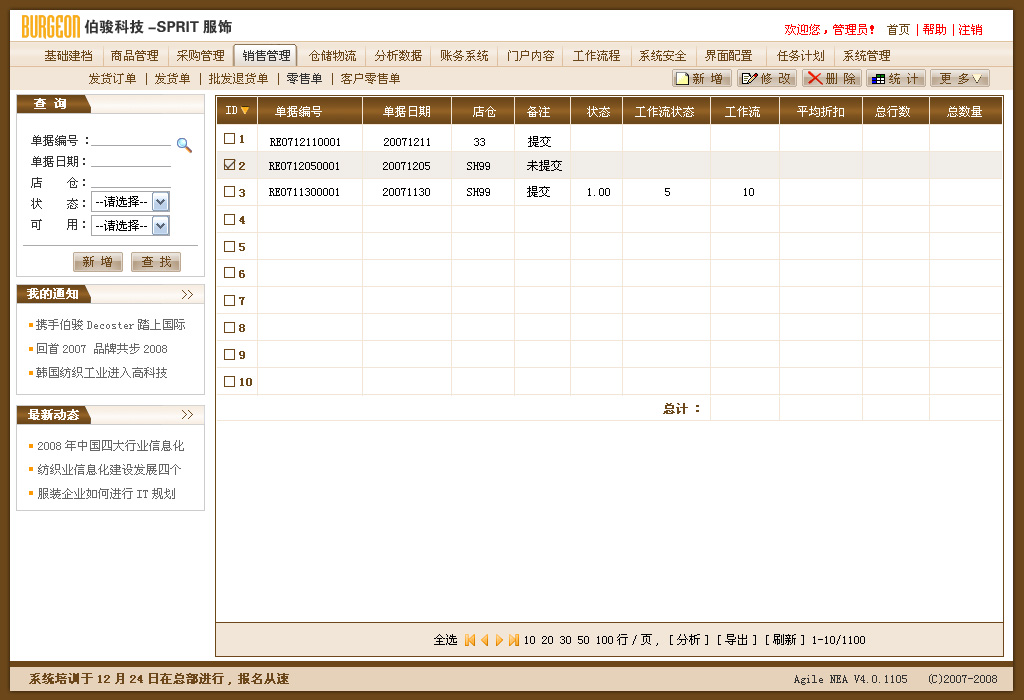 BURGEON 伯骏科技 –SPRIT 服饰
欢迎您，管理员! 首页 | 帮助 | 注销
基础建档 商品管理 采购管理 销售管理 仓储物流 分析数据 账务系统 门户内容 工作流程 系统安全 界面配置 任务计划 系统管理
发货订单 | 发货单 | 批发退货单 | 零售单 | 客户零售单
新 增 修 改 删 除 统 计 更 多
查 询
单据编号：
单据日期：
店 仓：
状 态： --请选择--
可 用： --请选择--
新 增 查 找
我的通知 >>
携手伯骏 Decoster 踏上国际
回首 2007 品牌共步 2008
韩国纺织工业进入高科技
最新动态 >>
2008 年中国四大行业信息化
纺织业信息化建设发展四个
服装企业如何进行 IT 规划
ID 单据编号 单据日期 店仓 备注 状态 工作流状态 工作流 平均折扣 总行数 总数量
1 RE0712110001 20071211 33 提交
2 RE0712050001 20071205 SH99 未提交
3 RE0711300001 20071130 SH99 提交 1.00 5 10
4
5
6
7
8
9
10
总计：
全选 10 20 30 50 100 行 / 页， [ 分析 ] [ 导出 ] [ 刷新 ] 1-10/1100
系统培训于 12 月 24 日在总部进行，报名从速
Agile NEA V4.0.1105 (C)2007-2008